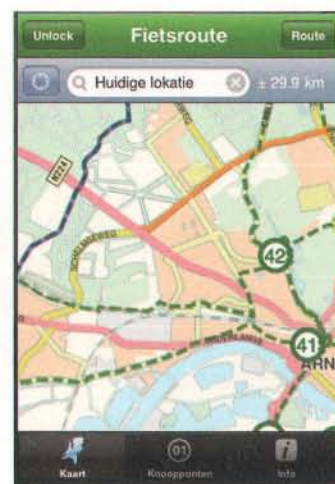 Unlock Fietsroute Route
Huidige lokatie ± 29.9 km
N224
42
41
ARN
Kaart 01 Knooppunten Info